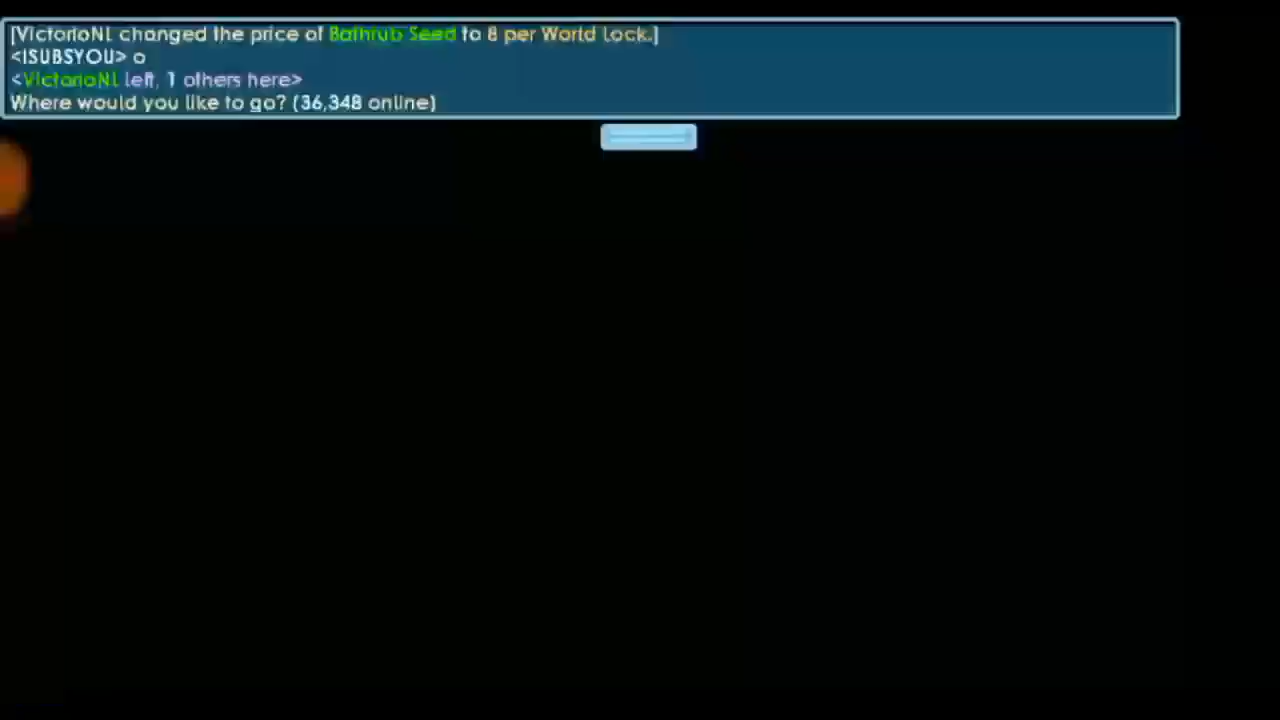 [VictorioNL changed the price of Bathtub Seed to 8 per World Lock.]
<ISUBSYOU> o
<VictorioNL left, 1 others here>
Where would you like to go? (36,348 online)